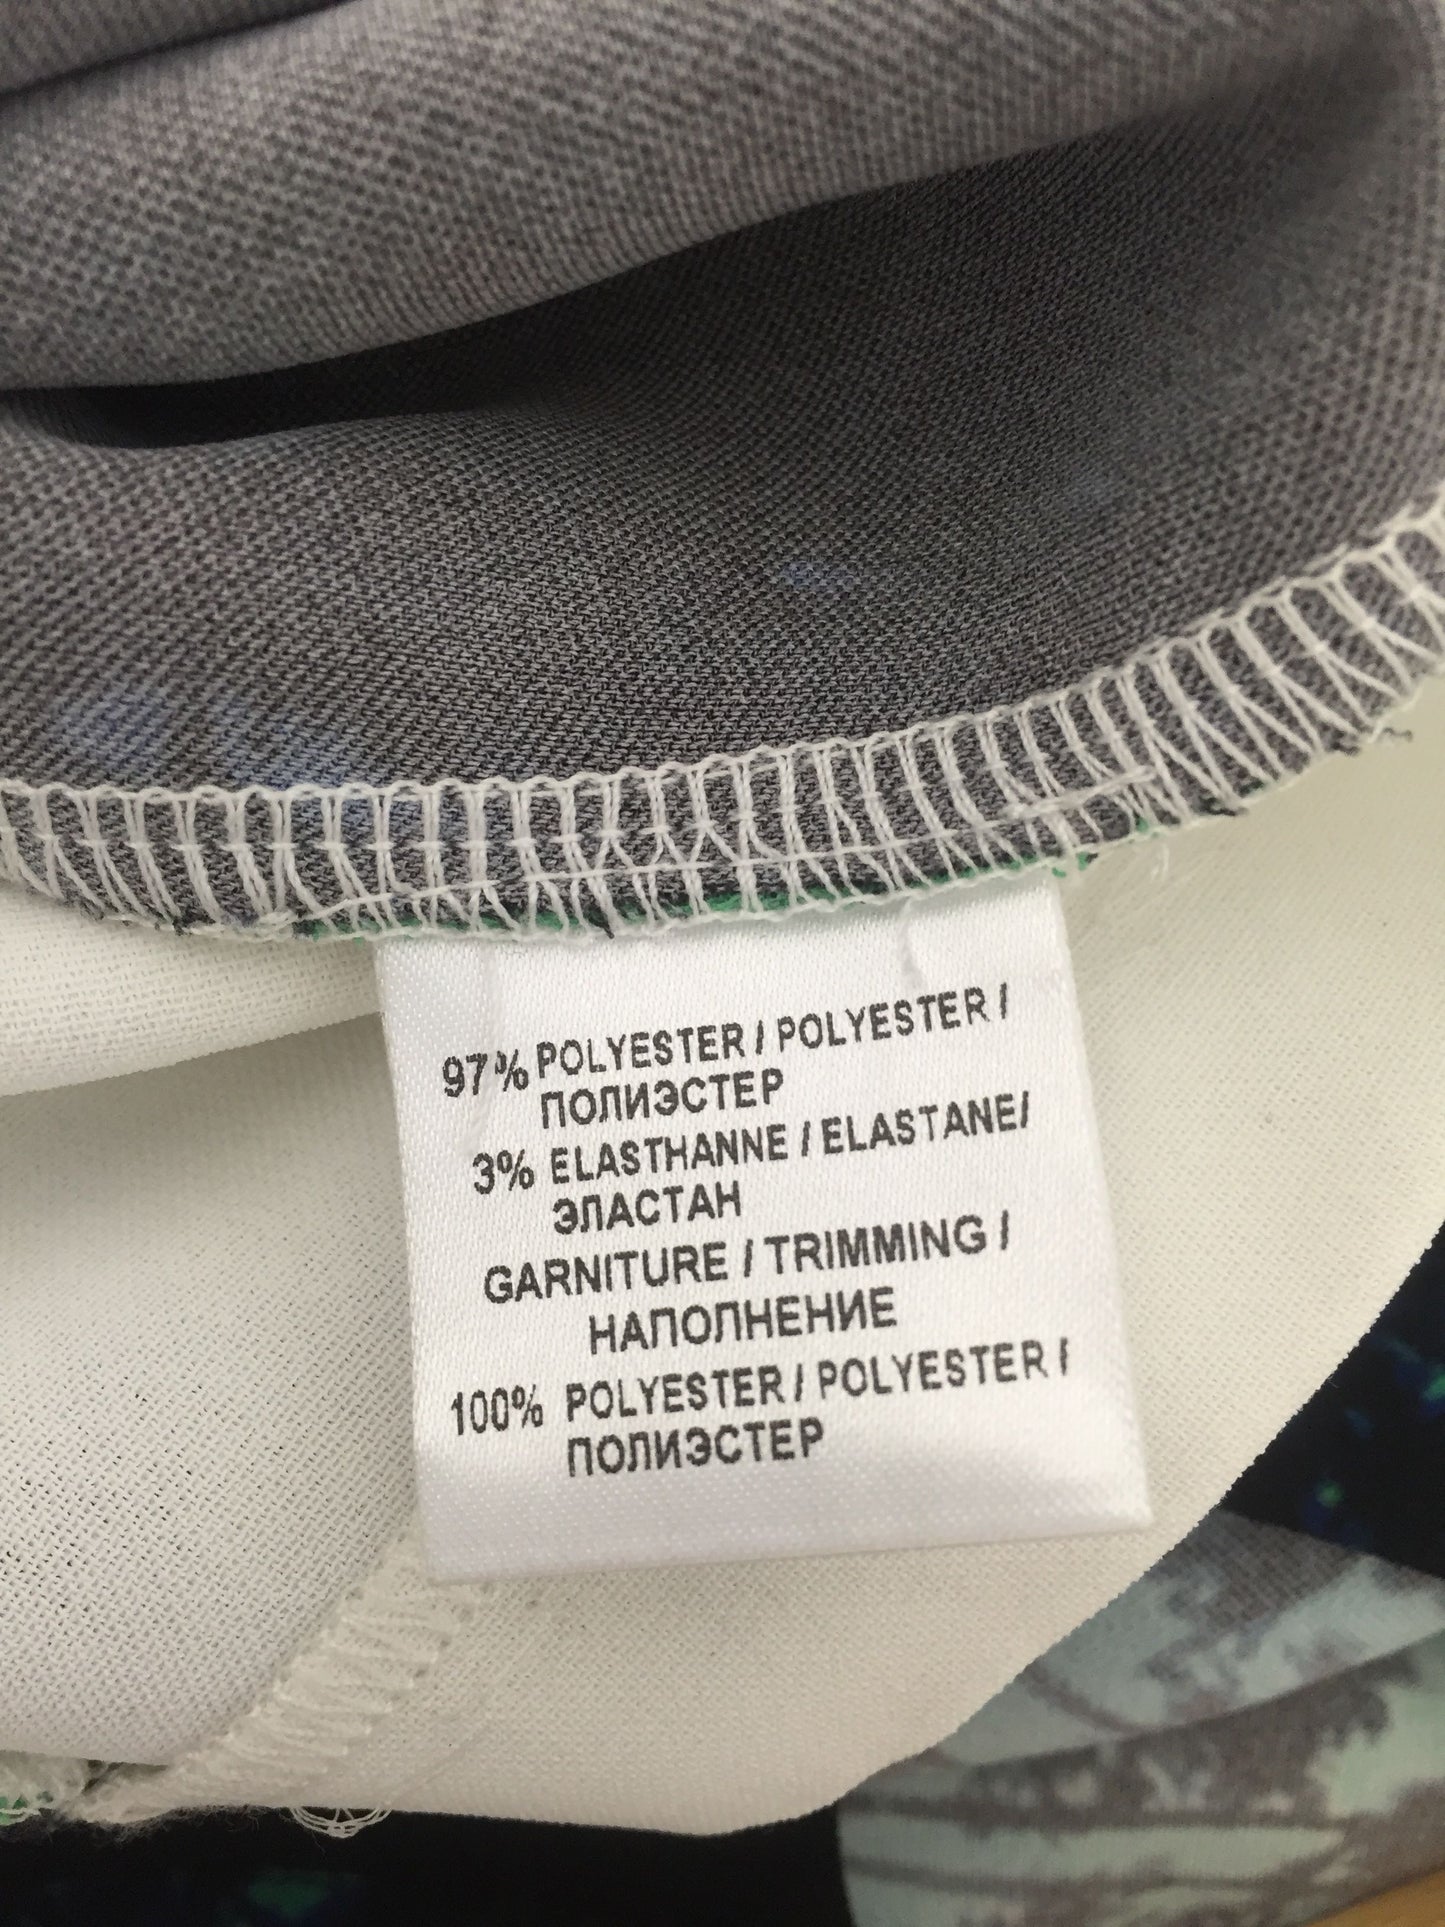 97% POLYESTER / POLYESTER /
ПОЛИЭСТЕР
3% ELASTHANNE / ELASTANE/
ЭЛАСТАН
GARNITURE / TRIMMING /
НАПОЛНЕНИЕ
100% POLYESTER / POLYESTER /
ПОЛИЭСТЕР